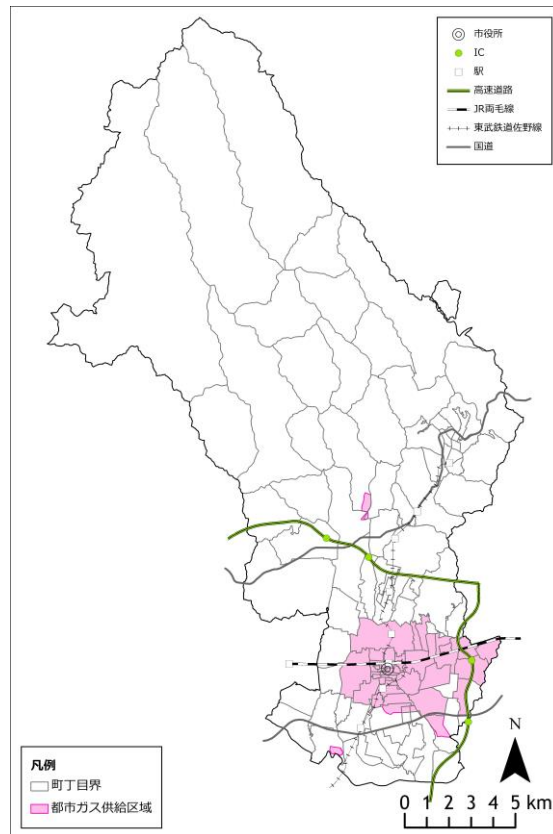 市役所
IC
駅
高速道路
JR両毛線
東武鉄道佐野線
国道
凡例
町丁目界
都市ガス供給区域
N
0 1 2 3 4 5 km